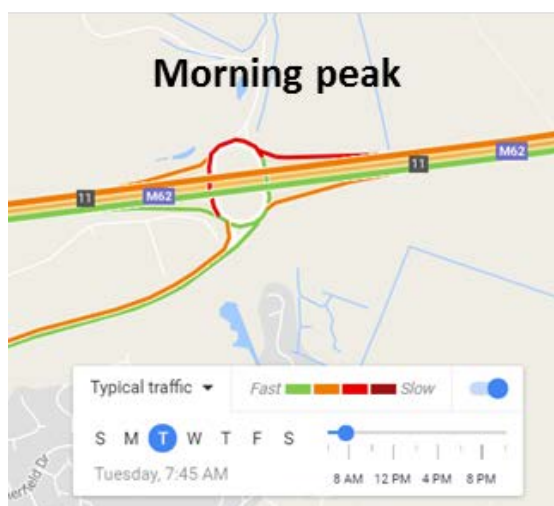 Morning peak
M62
11
11
M62
Typical traffic
Fast
Slow
S M T W T F S
Tuesday, 7:45 AM
8 AM 12 PM 4 PM 8 PM